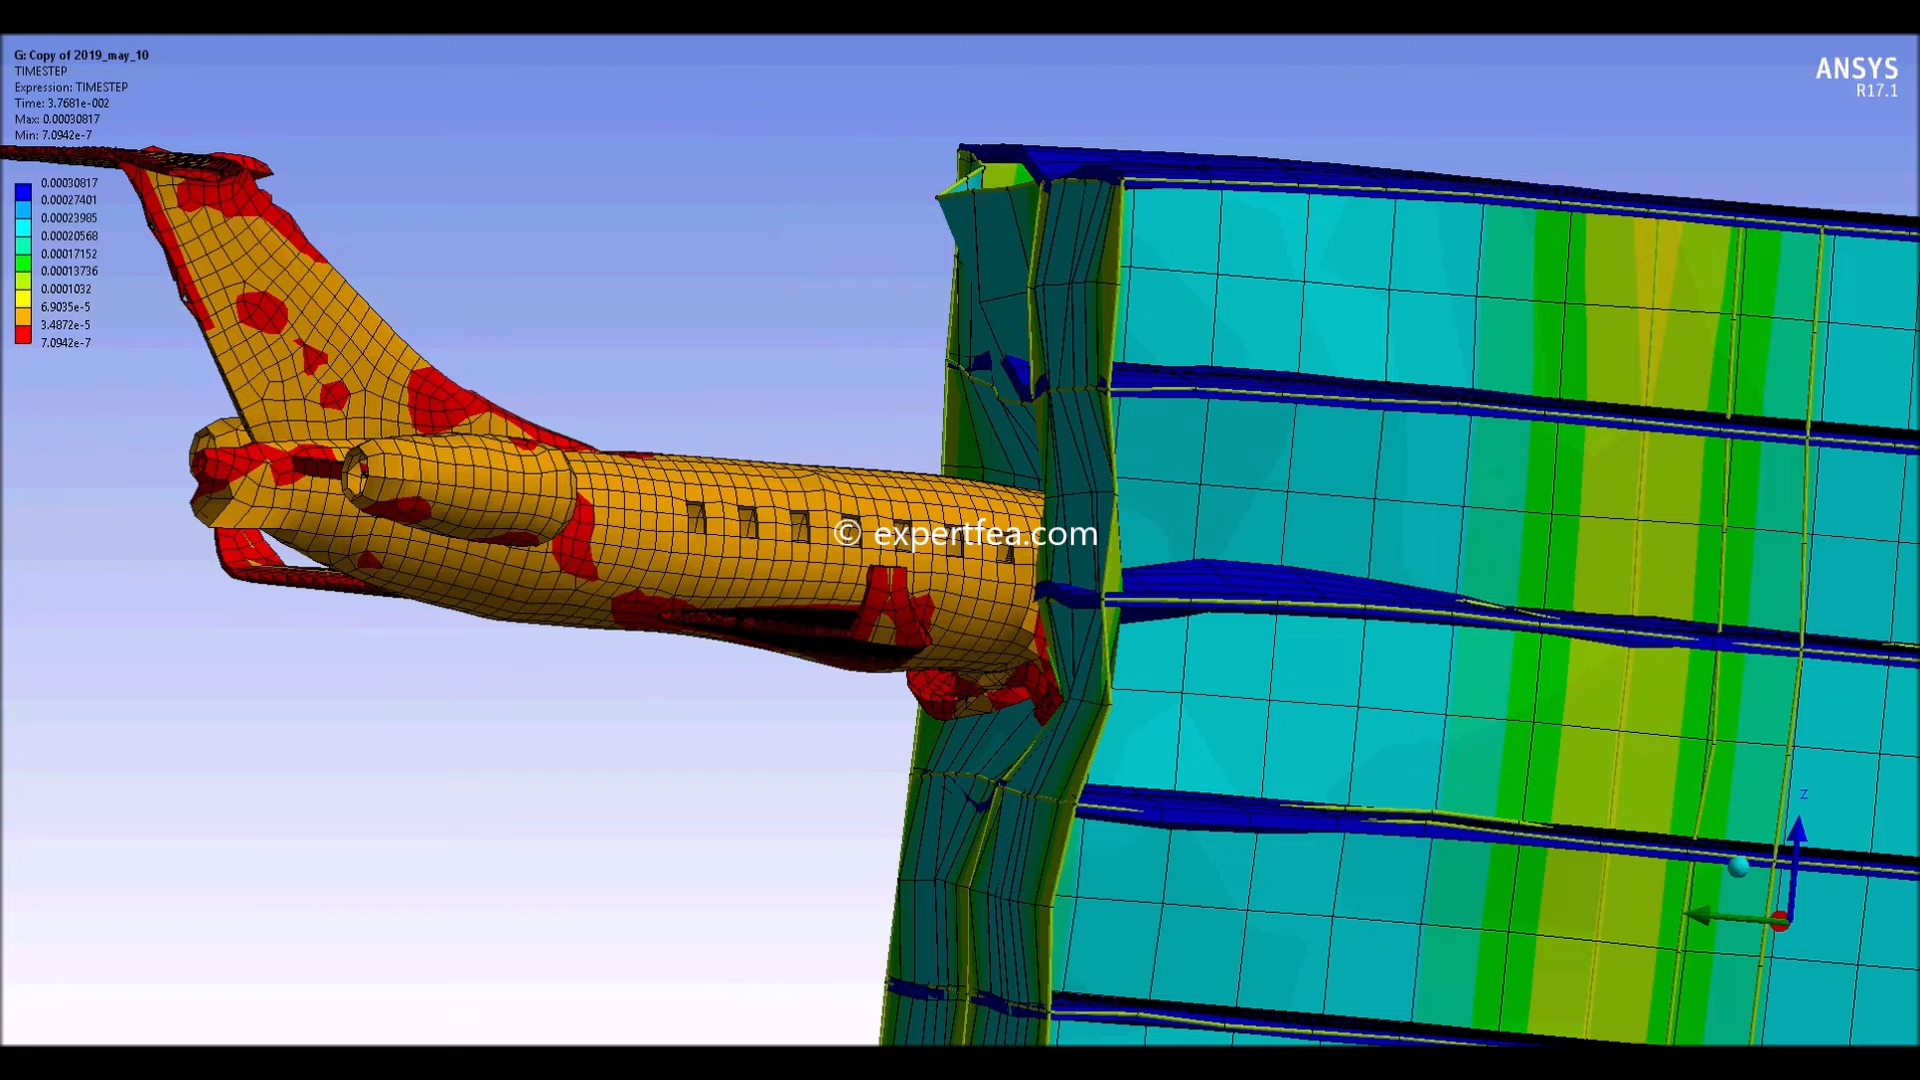 G: Copy of 2019_may_10
TIMESTEP
Expression: TIMESTEP
Time: 3.7681e-002
Max: 0.00030817
Min: 7.0942e-7
0.00030817
0.00027401
0.00023985
0.00020568
0.00017152
0.00013736
0.0001032
6.9035e-5
3.4872e-5
7.0942e-7
ANSYS
R17.1
© expertfea.com
Z